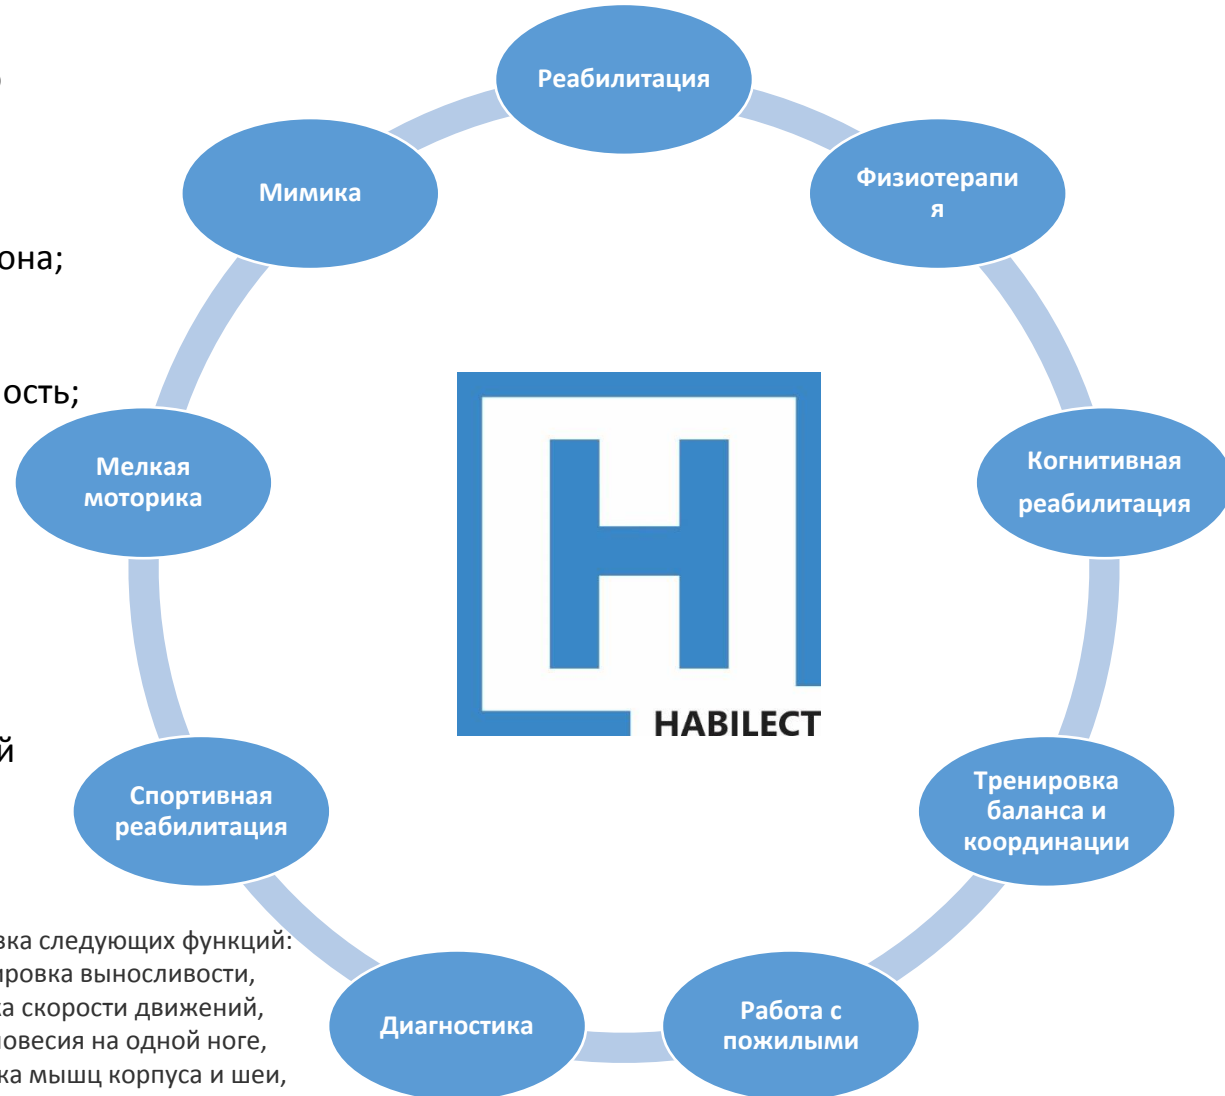 Реабилитация
Физиотерапи
я
Когнитивная
реабилитация
Тренировка
баланса и
координации
Работа с
пожилыми
Диагностика
Спортивная
реабилитация
Мелкая
моторика
Мимика
H
HABILECT
она;
ость;
й
вка следующих функций:
ировка выносливости,
ка скорости движений,
новесия на одной ноге,
ка мышц корпуса и шеи,